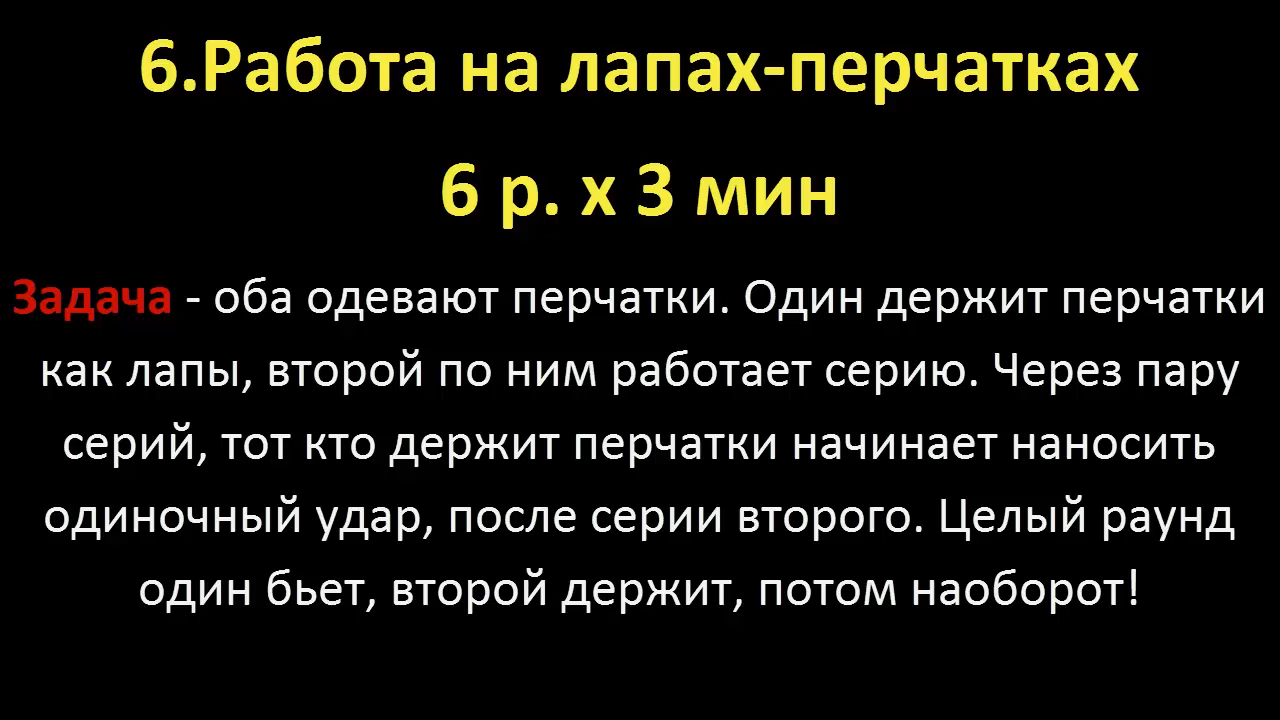 6.Работа на лапах-перчатках
6 р. х 3 мин
Задача - оба одевают перчатки. Один держит перчатки
как лапы, второй по ним работает серию. Через пару
серий, тот кто держит перчатки начинает наносить
одиночный удар, после серии второго. Целый раунд
один бьет, второй держит, потом наоборот!